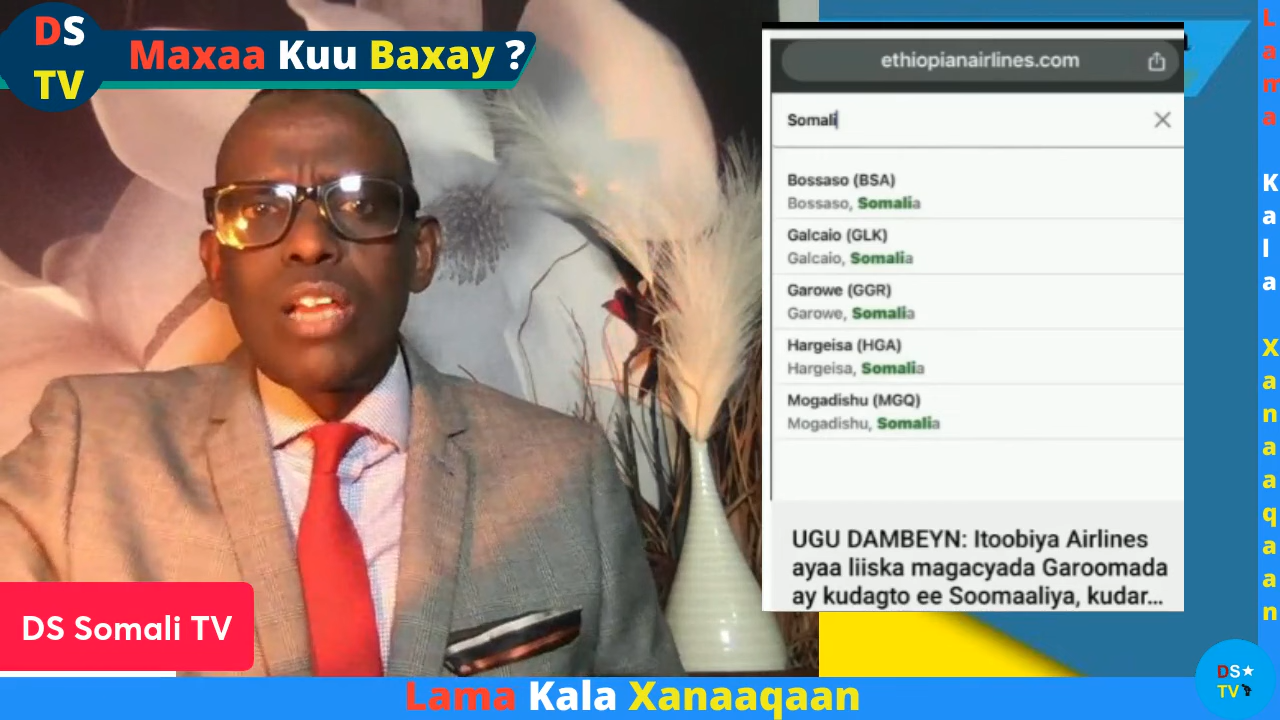 DS
TV
Maxaa Kuu Baxay ?
ethiopianairlines.com
Somali
Bossaso (BSA)
Bossaso, Somalia
Galcaio (GLK)
Galcaio, Somalia
Garowe (GGR)
Garowe, Somalia
Hargeisa (HGA)
Hargeisa, Somalia
Mogadishu (MGQ)
Mogadishu, Somalia
UGU DAMBEYN: Itoobiya Airlines
ayaa liiska magacyada Garoomada
ay kudagto ee Soomaaliya, kudar...
DS Somali TV
Lama Kala Xanaaqaan
Lama Kala Xanaaqaan
DS
TV